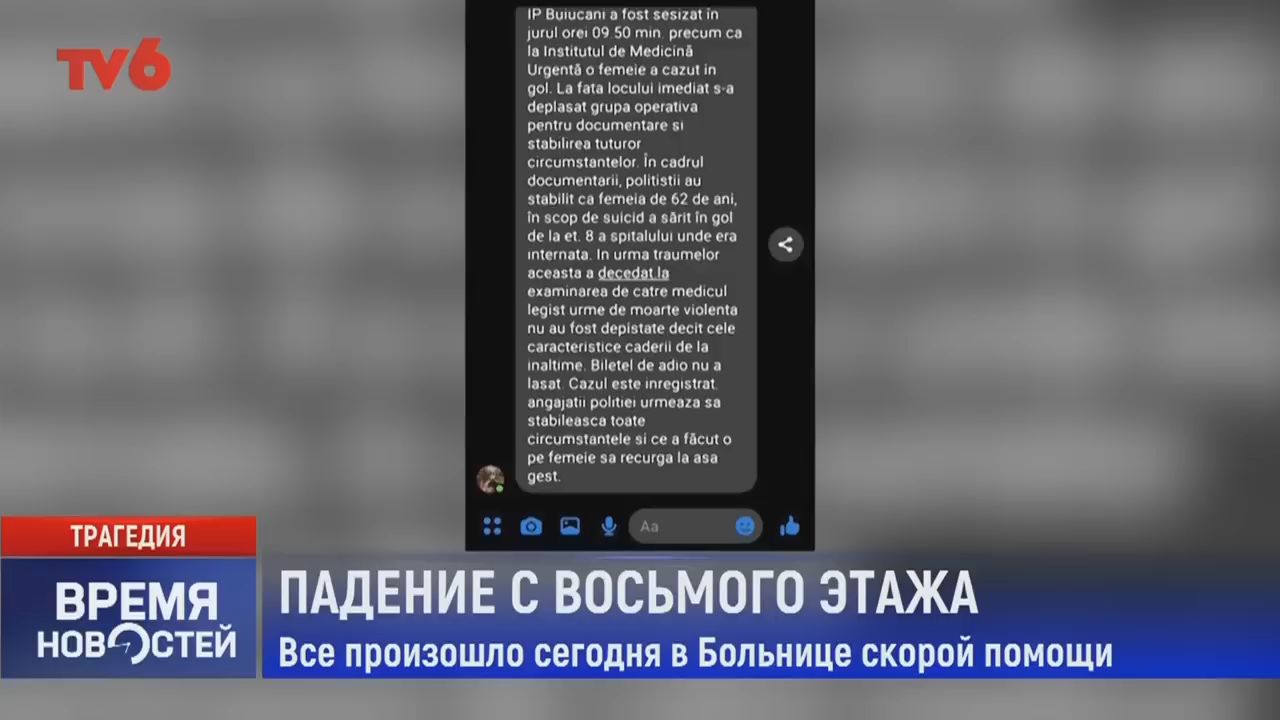 TV6
IP Buiucani a fost sesizat in
jurul orei 09 50 min. precum ca
la Institutul de Medicină
Urgentă o femeie a cazut in
gol. La fata locului imediat s-a
deplasat grupa operativa
pentru documentare si
stabilirea tuturor
circumstantelor. În cadrul
documentarii, politistii au
stabilit ca femeia de 62 de ani,
în scop de suicid a sărit în gol
de la et. 8 a spitalului unde era
internata. In urma traumelor
aceasta a decedat.la
examinarea de catre medicul
legist urme de moarte violenta
nu au fost depistate decit cele
caracteristice caderii de la
inaltime. Biletel de adio nu a
lasat. Cazul este inregistrat.
angajatii politiei urmeaza sa
stabileasca toate
circumstantele si ce a făcut o
pe femeie sa recurga la asa
gest.
Aa
ТРАГЕДИЯ
ВРЕМЯ
НОВОСТЕЙ
ПАДЕНИЕ С ВОСЬМОГО ЭТАЖА
Все произошло сегодня в Больнице скорой помощи